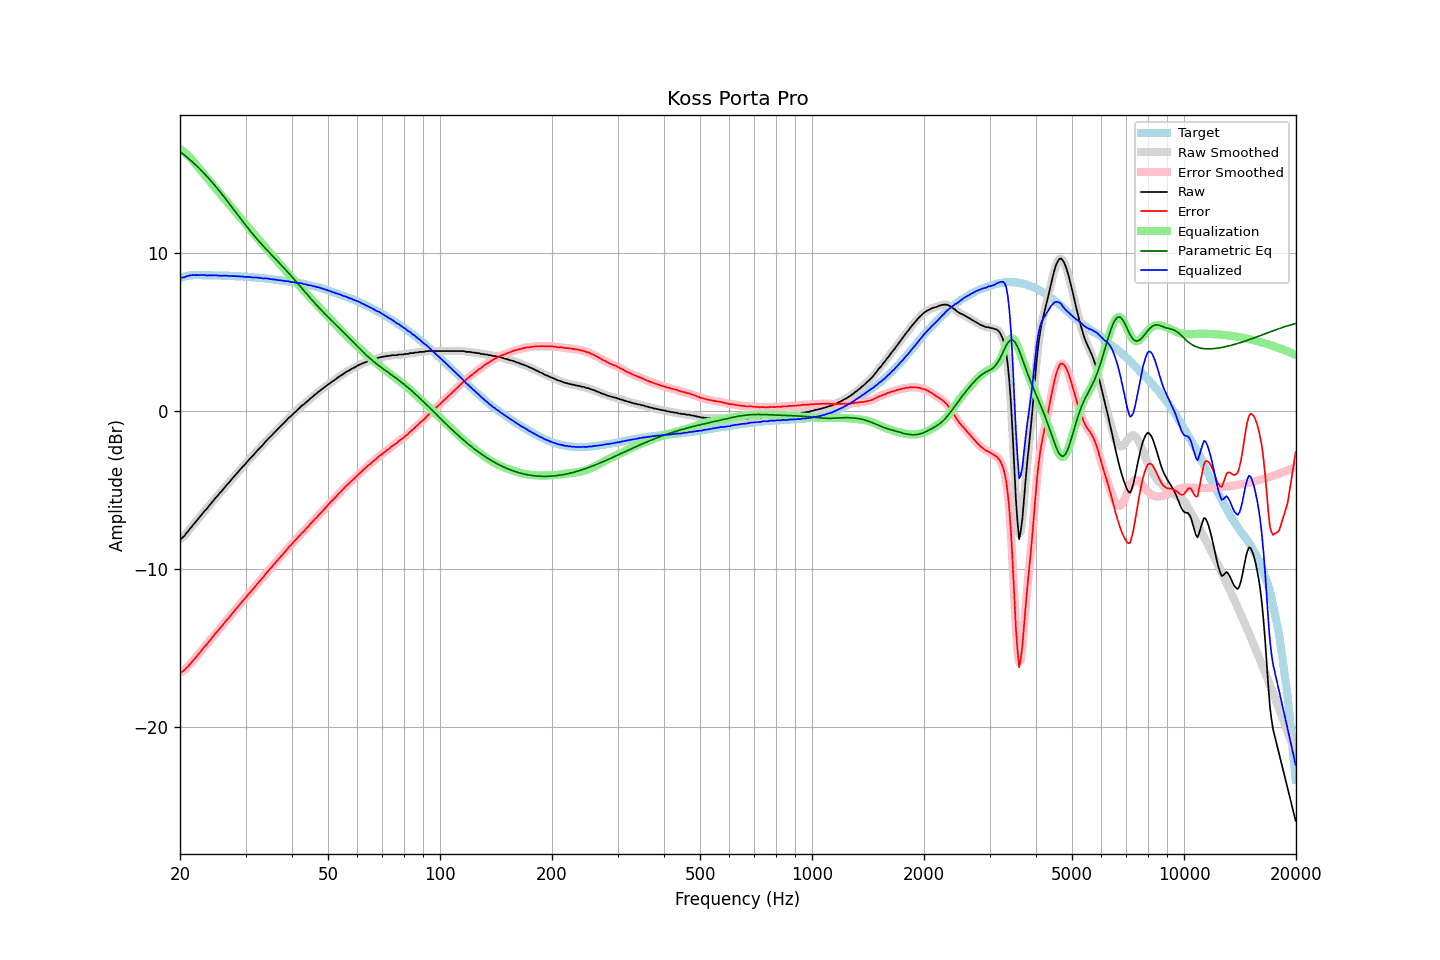 Koss Porta Pro
Target
Raw Smoothed
Error Smoothed
Raw
Error
Equalization
Parametric Eq
Equalized
Amplitude (dBr)
10
0
−10
−20
20
50
100
200
500
1000
2000
5000
10000
20000
Frequency (Hz)